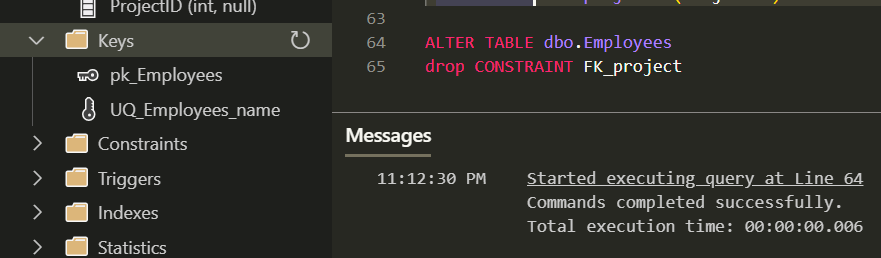 ProjectID (int, null)
Keys
pk_Employees
UQ_Employees_name
Constraints
Triggers
Indexes
Statistics
63
64 ALTER TABLE dbo.Employees
65 drop CONSTRAINT FK_project
Messages
11:12:30 PM Started executing query at Line 64
Commands completed successfully.
Total execution time: 00:00:00.006